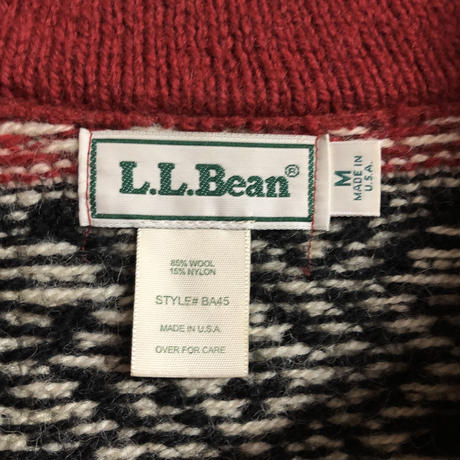 L.L.Bean®
M
MADE IN
U.S.A.
85% WOOL
15% NYLON
STYLE# BA45
MADE IN U.S.A.
OVER FOR CARE